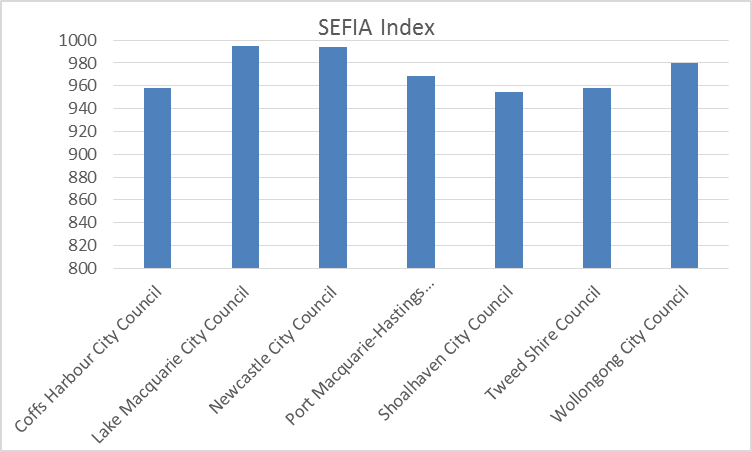 SEFIA Index
1000
980
960
940
920
900
880
860
840
820
800
Coffs Harbour City Council
Lake Macquarie City Council
Newcastle City Council
Port Macquarie-Hastings...
Shoalhaven City Council
Tweed Shire Council
Wollongong City Council